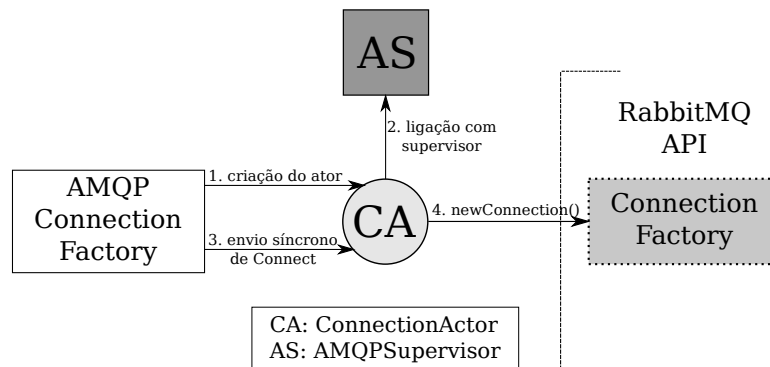 AS
2. ligação com
supervisor
RabbitMQ
API
AMQP
Connection
Factory
1. criação do ator
3. envio síncrono
de Connect
CA
4. newConnection()
Connection
Factory
CA: ConnectionActor
AS: AMQPSupervisor